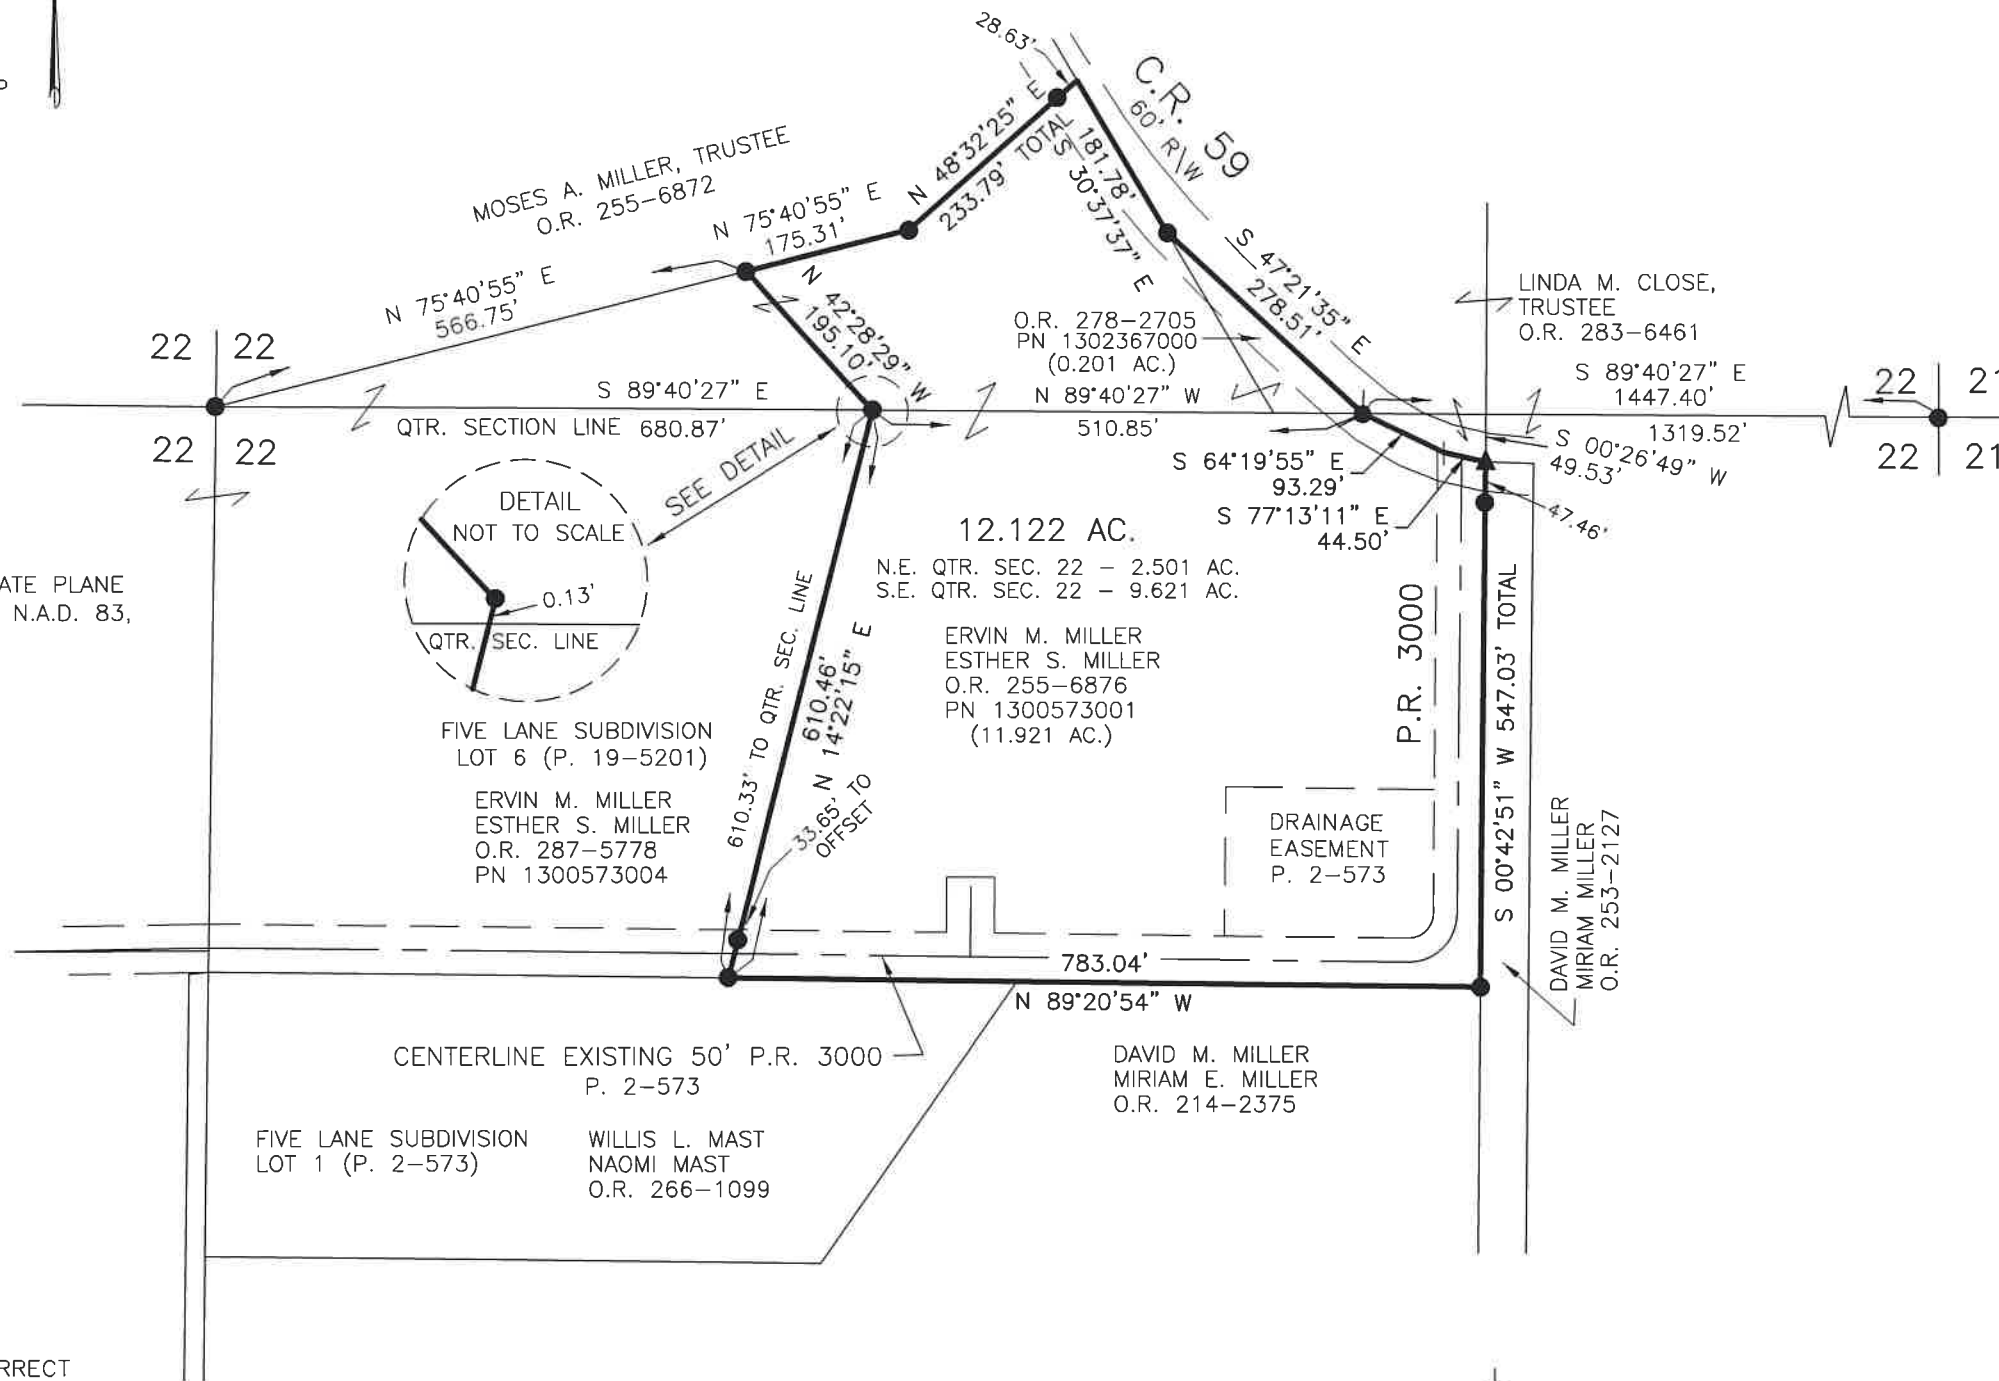 28.63'
C.R. 59
60' R\W
MOSES A. MILLER, TRUSTEE
O.R. 255-6872
N 48°32'25" E
233.79' TOTAL
181.78'
S 30°37'37" E
N 75°40'55" E
175.31'
N 75°40'55" E
566.75'
N 42°28'29" W
195.10'
S 47°21'35" E
278.51'
LINDA M. CLOSE,
TRUSTEE
O.R. 283-6461
O.R. 278-2705
PN 1302367000
(0.201 AC.)
22 22
22 22
S 89°40'27" E
QTR. SECTION LINE 680.87'
N 89°40'27" W
510.85'
S 89°40'27" E
1447.40'
1319.52'
22 21
22 21
S 00°26'49" W
49.53'
S 64°19'55" E
93.29'
S 77°13'11" E
44.50'
47.46'
SEE DETAIL
DETAIL
NOT TO SCALE
0.13'
QTR. SEC. LINE
ATE PLANE
N.A.D. 83,
12.122 AC.
N.E. QTR. SEC. 22 - 2.501 AC.
S.E. QTR. SEC. 22 - 9.621 AC.
ERVIN M. MILLER
ESTHER S. MILLER
O.R. 255-6876
PN 1300573001
(11.921 AC.)
P.R. 3000
S 00°42'51" W 547.03' TOTAL
610.33' TO QTR. SEC. LINE
610.46'
N 14°22'15" E
33.65' TO
OFFSET
FIVE LANE SUBDIVISION
LOT 6 (P. 19-5201)
ERVIN M. MILLER
ESTHER S. MILLER
O.R. 287-5778
PN 1300573004
DRAINAGE
EASEMENT
P. 2-573
DAVID M. MILLER
MIRIAM MILLER
O.R. 253-2127
783.04'
N 89°20'54" W
CENTERLINE EXISTING 50' P.R. 3000
P. 2-573
DAVID M. MILLER
MIRIAM E. MILLER
O.R. 214-2375
FIVE LANE SUBDIVISION
LOT 1 (P. 2-573)
WILLIS L. MAST
NAOMI MAST
O.R. 266-1099
RRECT